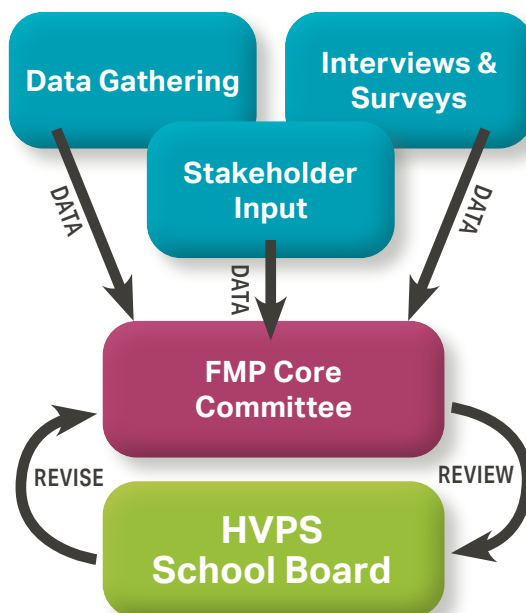 Data Gathering
Interviews &
Surveys
Stakeholder
Input
DATA
DATA
DATA
FMP Core
Committee
REVISE
REVIEW
HVPS
School Board